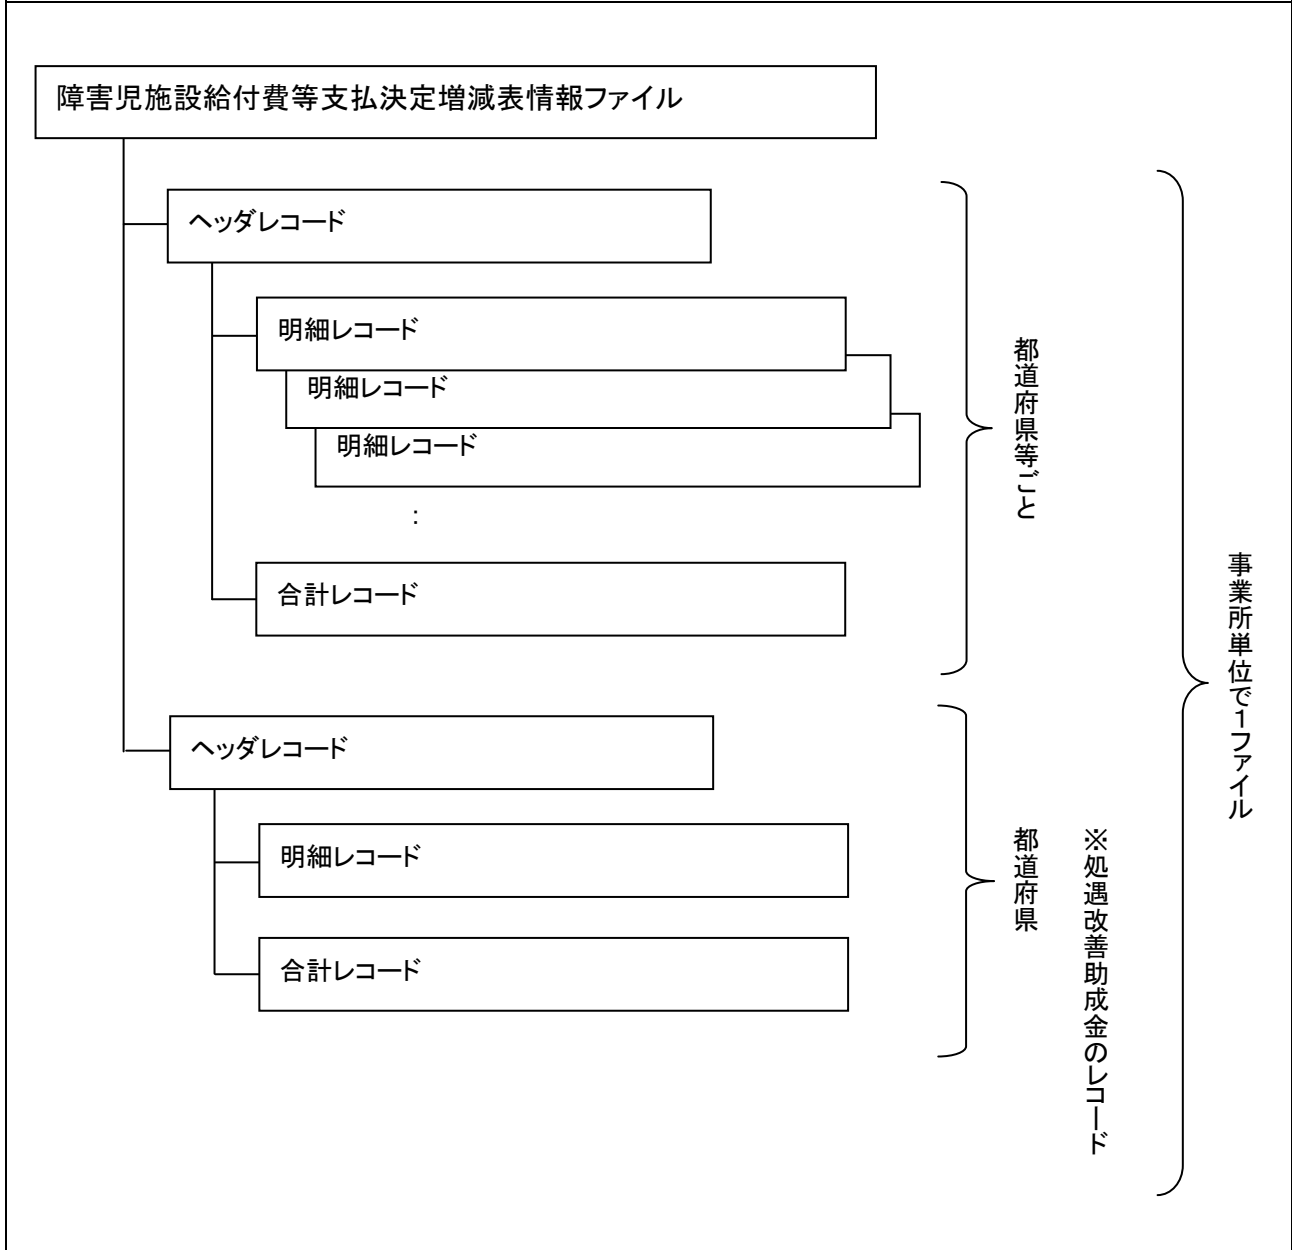 障害児施設給付費等支払決定増減表情報ファイル
ヘッダレコード
明細レコード
明細レコード
明細レコード
:
合計レコード
都道府県等ごと
ヘッダレコード
明細レコード
合計レコード
都道府県
※処遇改善助成金のレコード
事業所単位で1ファイル